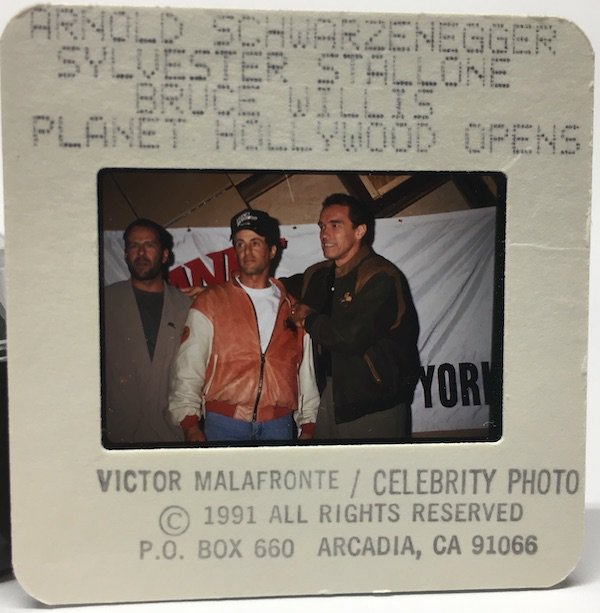 ARNOLD SCHWARZENEGGER
SYLVESTER STALLONE
BRUCE WILLIS
PLANET HOLLYWOOD OPENS
YORK
VICTOR MALAFRONTE / CELEBRITY PHOTO
© 1991 ALL RIGHTS RESERVED
P.O. BOX 660 ARCADIA, CA 91066